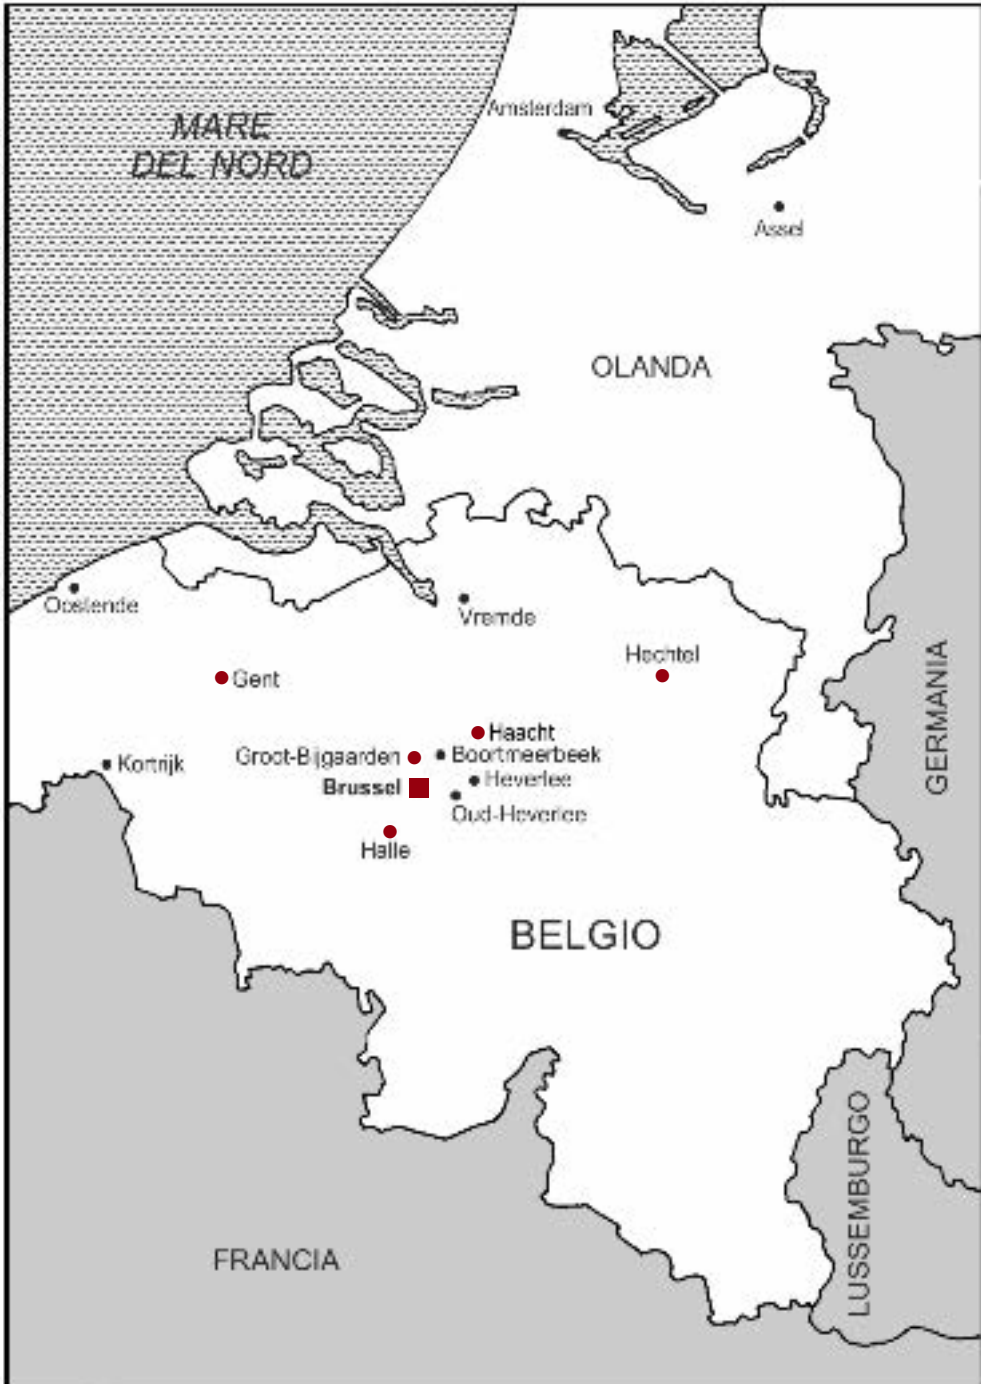 Amsterdam
MARE
DEL NORD
Assel
OLANDA
Oostende
Vremde
Hechtel
GERMANIA
Gent
Haacht
Groot-Bijgaarden
Boortmeerbeek
Kortrijk
Brussel
Heverlee
Oud-Heverlee
Halle
BELGIO
LUSSEMBURGO
FRANCIA